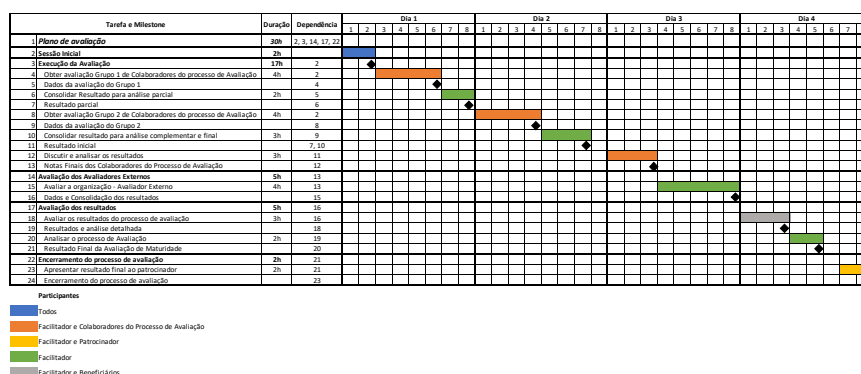 Tarefa e Milestone Duração Dependência Dia 1 Dia 2 Dia 3 Dia 4
1 2 3 4 5 6 7 8 1 2 3 4 5 6 7 8 1 2 3 4 5 6 7 8 1 2 3 4 5 6 7
1 Plano de avaliação 30h 2, 3, 14, 17, 22
2 Sessão Inicial 2h
3 Execução da Avaliação 17h 2
4 Obter avaliação Grupo 1 de Colaboradores do processo de Avaliação 4h 2
5 Dados da avaliação do Grupo 1 4
6 Consolidar Resultado para análise parcial 2h 5
7 Resultado parcial 6
8 Obter avaliação Grupo 2 de Colaboradores do processo de Avaliação 4h 2
9 Dados da avaliação do Grupo 2 8
10 Consolidar resultado para análise complementar e final 3h 9
11 Resultado inicial 7, 10
12 Discutir e analisar os resultados 3h 11
13 Notas Finais dos Colaboradores do Processo de Avaliação 12
14 Avaliação dos Avaliadores Externos 5h 13
15 Avaliar a organização - Avaliador Externo 4h 13
16 Dados e Consolidação dos resultados 15
17 Avaliação dos resultados 5h 16
18 Avaliar os resultados do processo de avaliação 3h 16
19 Resultados e análise detalhada 18
20 Analisar o processo de Avaliação 2h 19
21 Resultado Final da Avaliação de Maturidade 20
22 Encerramento do processo de avaliação 2h 21
23 Apresentar resultado final ao patrocinador 2h 21
24 Encerramento do processo de avaliação 23
Participantes
Todos
Facilitador e Colaboradores do Processo de Avaliação
Facilitador e Patrocinador
Facilitador
Facilitador e Beneficiários